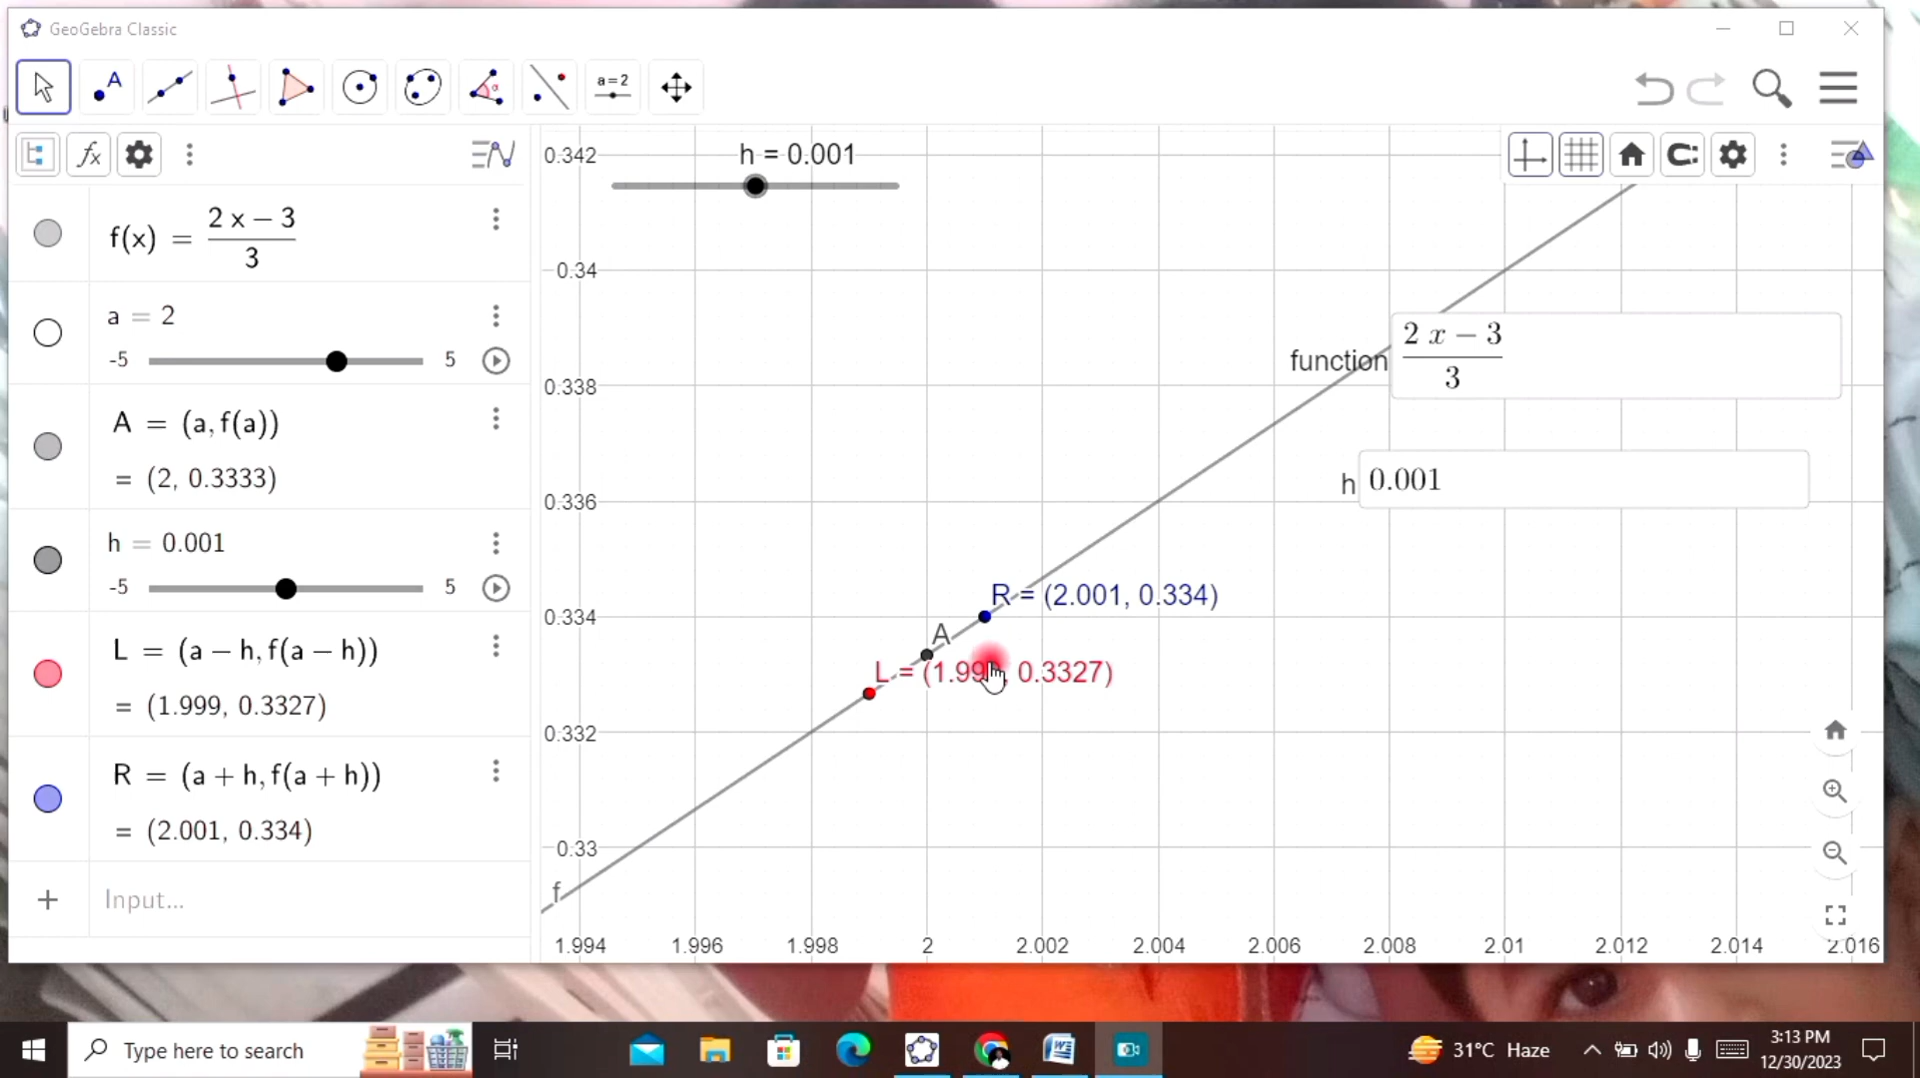 GeoGebra Classic
A
a=2
α
fx
f(x) = (2 x − 3)/3
a = 2
-5 5
A = (a, f(a))
= (2, 0.3333)
h = 0.001
-5 5
L = (a − h, f(a − h))
= (1.999, 0.3327)
R = (a + h, f(a + h))
= (2.001, 0.334)
+ Input...
h = 0.001
0.342
0.34
0.338
0.336
0.334
0.332
0.33
function (2 x − 3)/3
h 0.001
R = (2.001, 0.334)
A
L = (1.99 , 0.3327)
f
1.994 1.996 1.998 2 2.002 2.004 2.006 2.008 2.01 2.012 2.014 2.016
Type here to search
31°C Haze
3:13 PM
12/30/2023